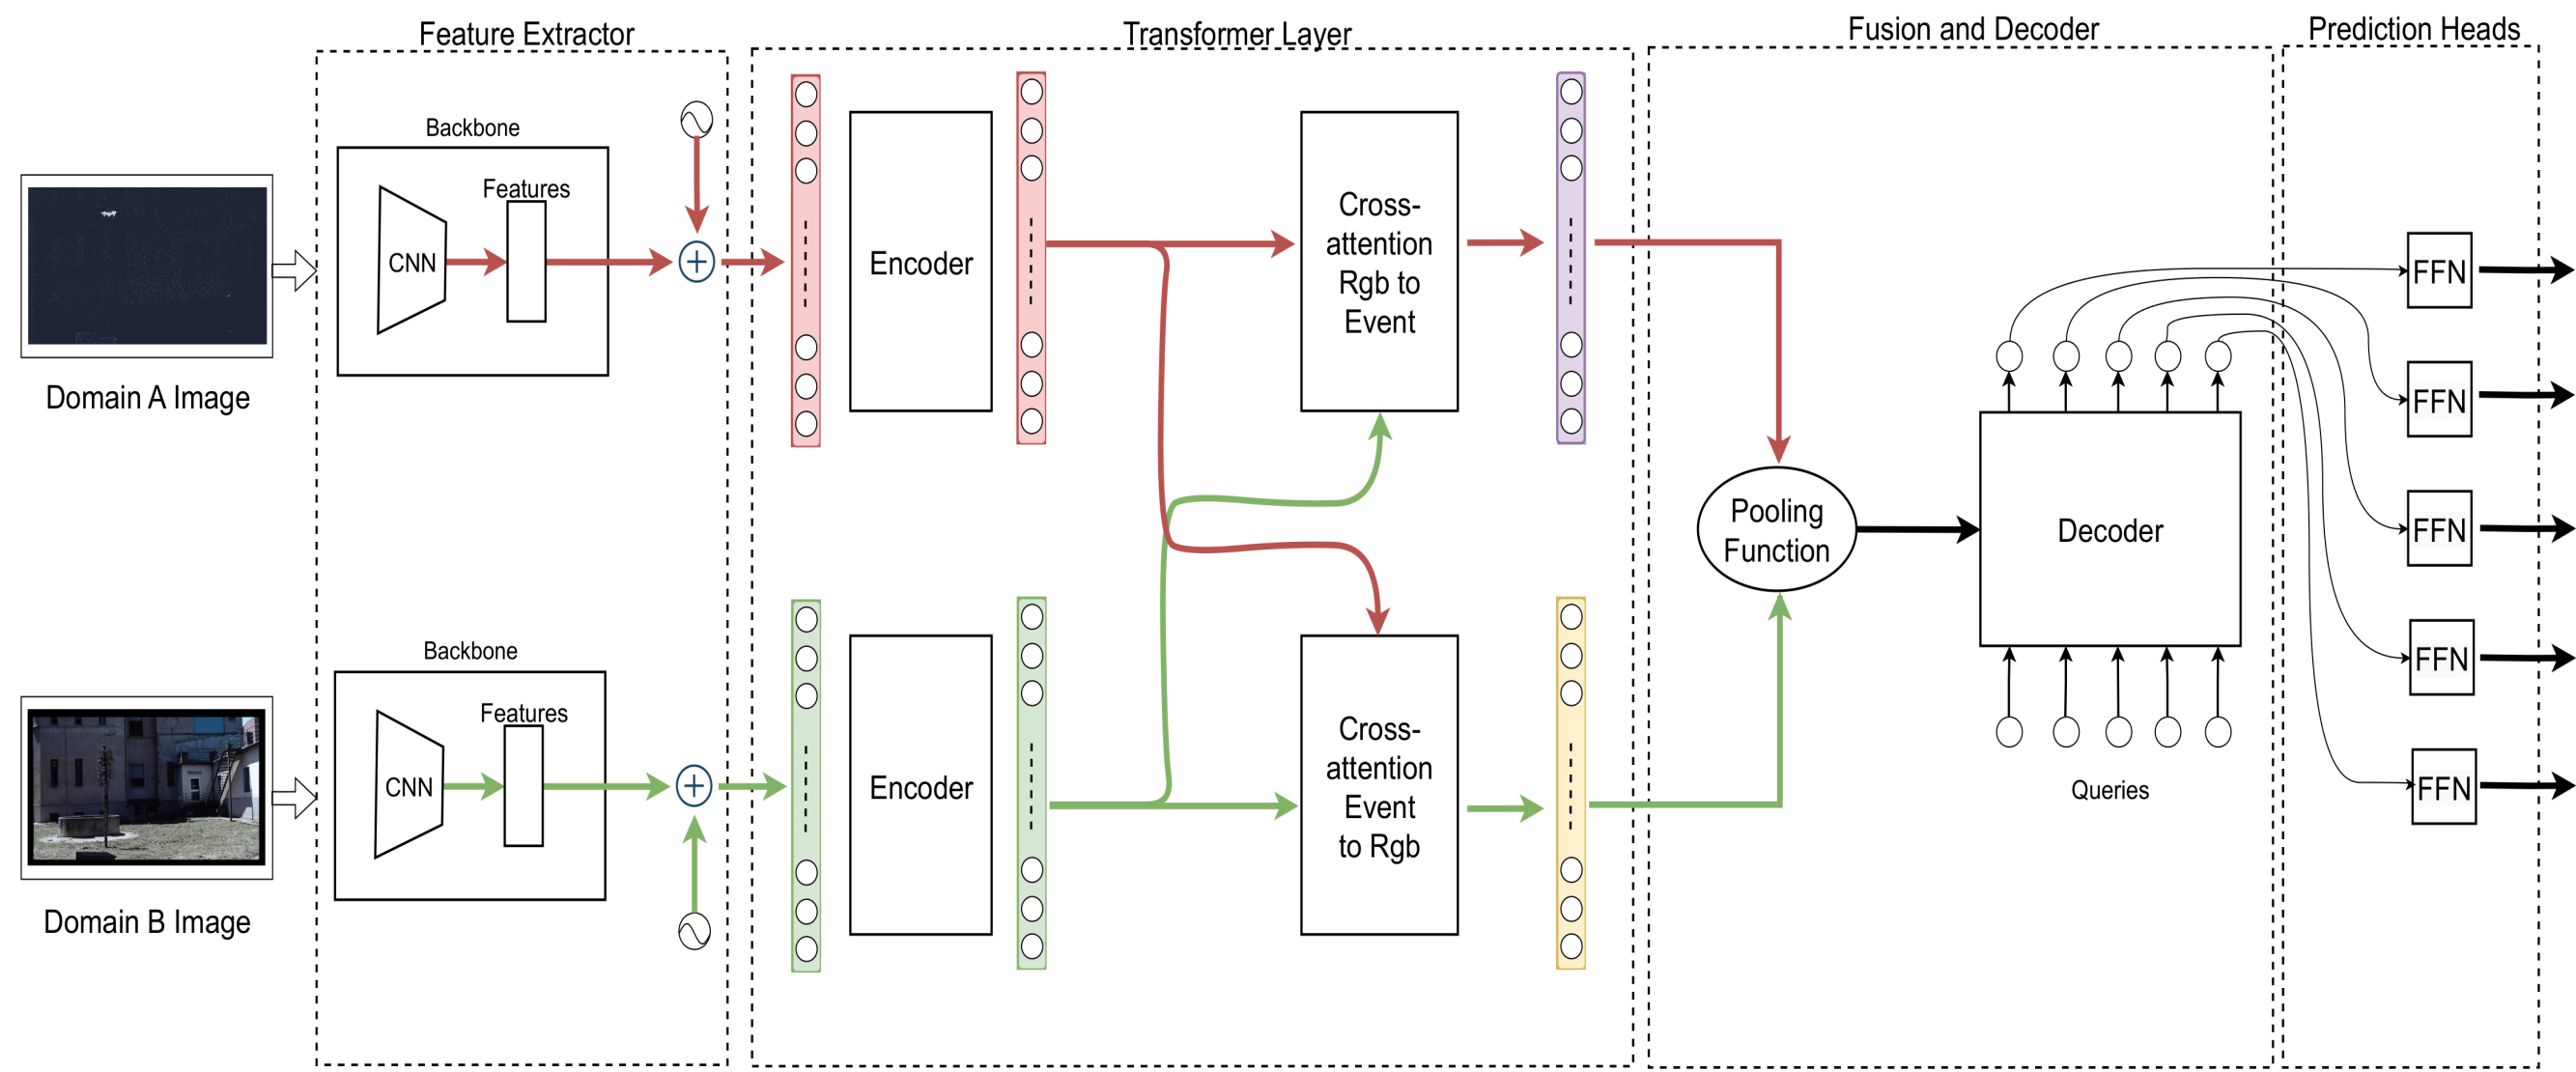 Feature Extractor
Transformer Layer
Fusion and Decoder
Prediction Heads
Backbone
Features
CNN
Domain A Image
Encoder
Cross-
attention
Rgb to
Event
Backbone
Features
CNN
Domain B Image
Encoder
Cross-
attention
Event
to Rgb
Pooling
Function
Decoder
Queries
FFN
FFN
FFN
FFN
FFN